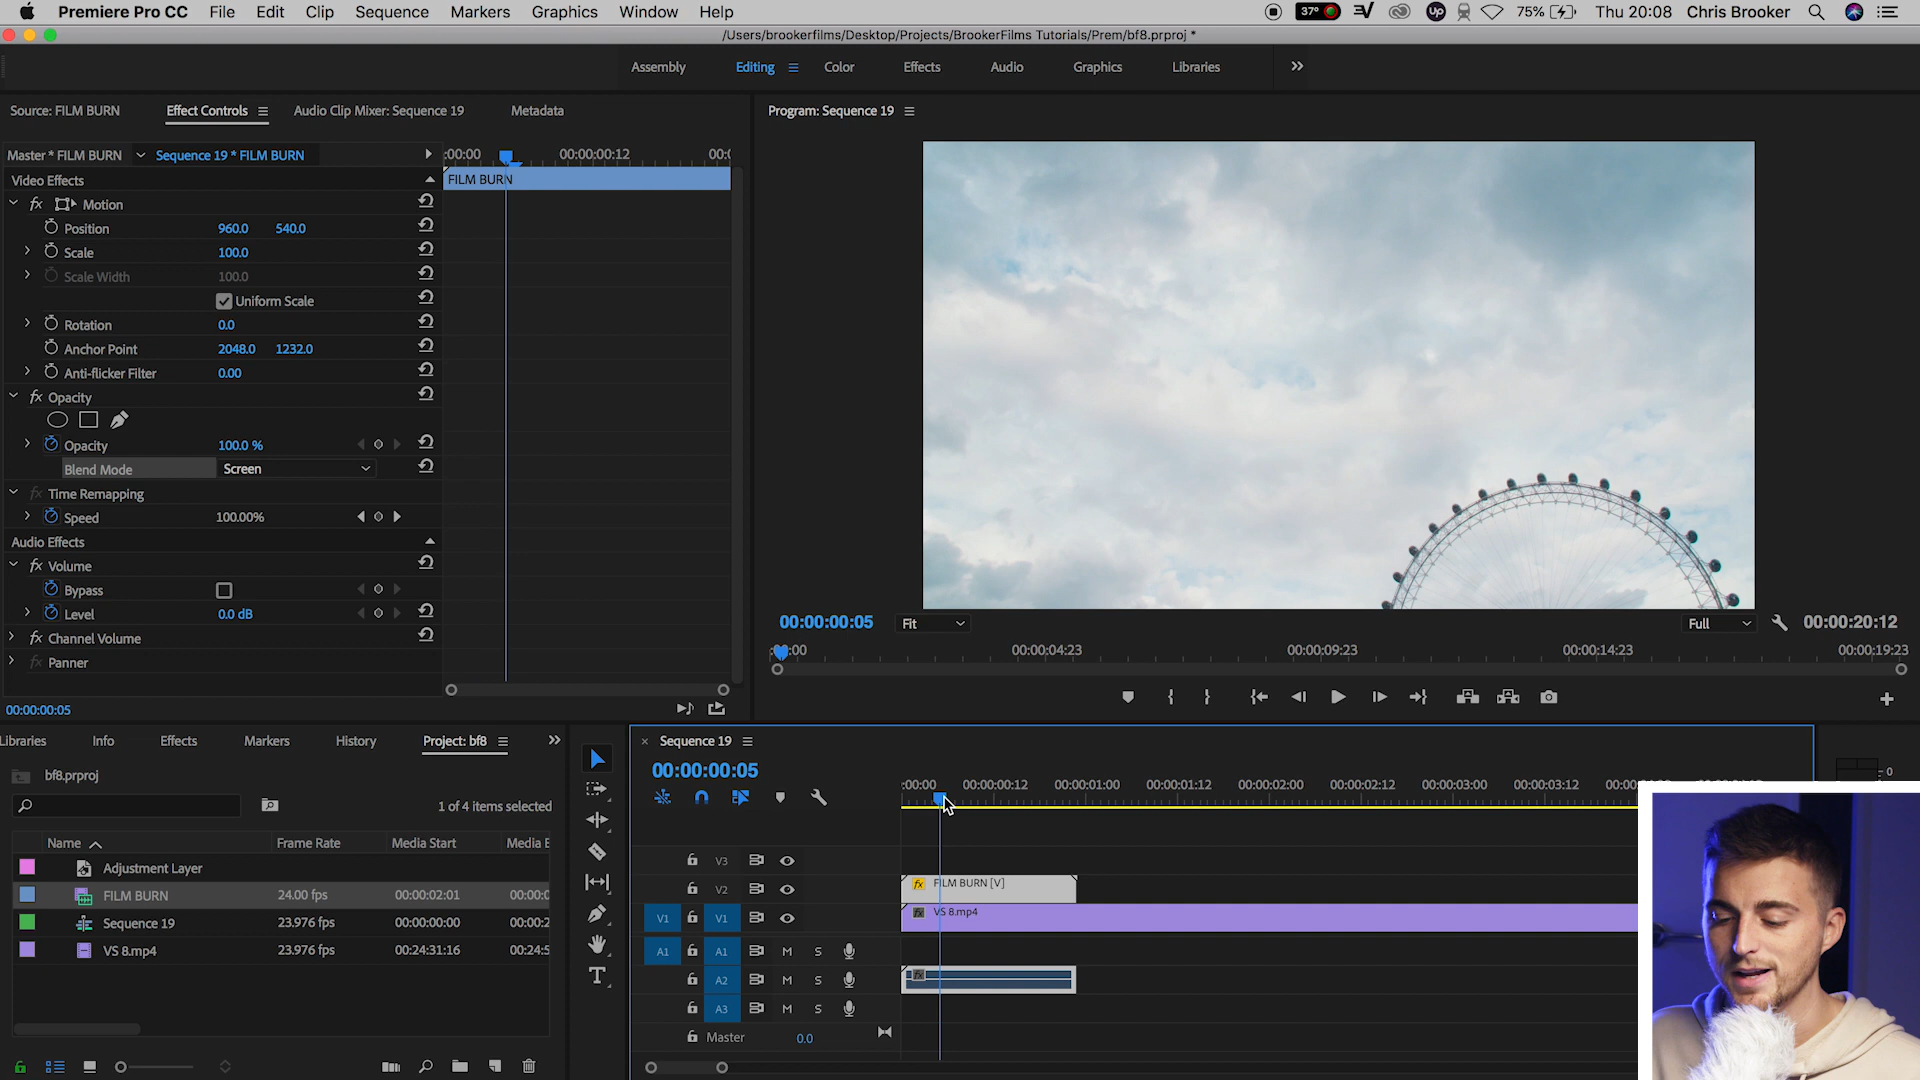 Premiere Pro CC File Edit Clip Sequence Markers Graphics Window Help 37° Up 75% Thu 20:08 Chris Brooker
/Users/brookerfilms/Desktop/Projects/BrookerFilms Tutorials/Prem/bf8.prproj *
Assembly Editing Color Effects Audio Graphics Libraries
Source: FILM BURN Effect Controls Audio Clip Mixer: Sequence 19 Metadata
Program: Sequence 19
Master * FILM BURN Sequence 19 * FILM BURN
:00:00 00:00:00:12 00:0
Video Effects
FILM BURN
fx Motion
Position 960.0 540.0
Scale 100.0
Scale Width 100.0
Uniform Scale
Rotation 0.0
Anchor Point 2048.0 1232.0
Anti-flicker Filter 0.00
fx Opacity
Opacity 100.0 %
Blend Mode Screen
fx Time Remapping
Speed 100.00%
Audio Effects
fx Volume
Bypass
Level 0.0 dB
fx Channel Volume
fx Panner
00:00:00:05
00:00:00:05 Fit Full 00:00:20:12
:00:00 00:00:04:23 00:00:09:23 00:00:14:23 00:00:19:23
Libraries Info Effects Markers History Project: bf8
bf8.prproj
1 of 4 items selected
Name Frame Rate Media Start Media E
Adjustment Layer
FILM BURN 24.00 fps 00:00:02:01 00:00:0
Sequence 19 23.976 fps 00:00:00:00 00:00:2
VS 8.mp4 23.976 fps 00:24:31:16 00:24:5
Sequence 19
00:00:00:05
:00:00 00:00:00:12 00:00:01:00 00:00:01:12 00:00:02:00 00:00:02:12 00:00:03:00 00:00:03:12 00:00
0
V3
V2 fx FILM BURN [V]
V1 V1 fx VS 8.mp4
A1 A1 M S
A2 M S fx
A3 M S
Master 0.0